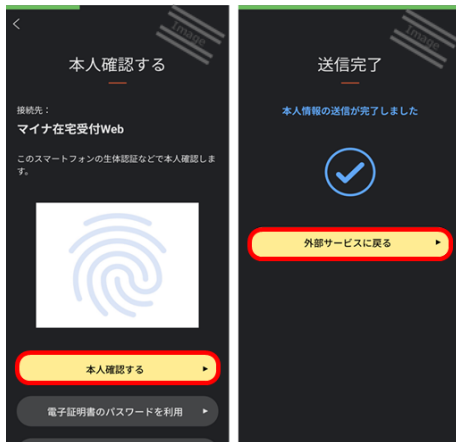 Image
本人確認する
接続先：
マイナ在宅受付Web
このスマートフォンの生体認証などで本人確認しま
す。
本人確認する
電子証明書のパスワードを利用
Image
送信完了
本人情報の送信が完了しました
外部サービスに戻る